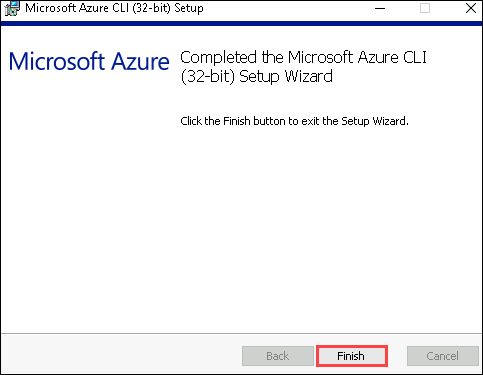 Microsoft Azure CLI (32-bit) Setup
Microsoft Azure
Completed the Microsoft Azure CLI
(32-bit) Setup Wizard
Click the Finish button to exit the Setup Wizard.
Back
Finish
Cancel